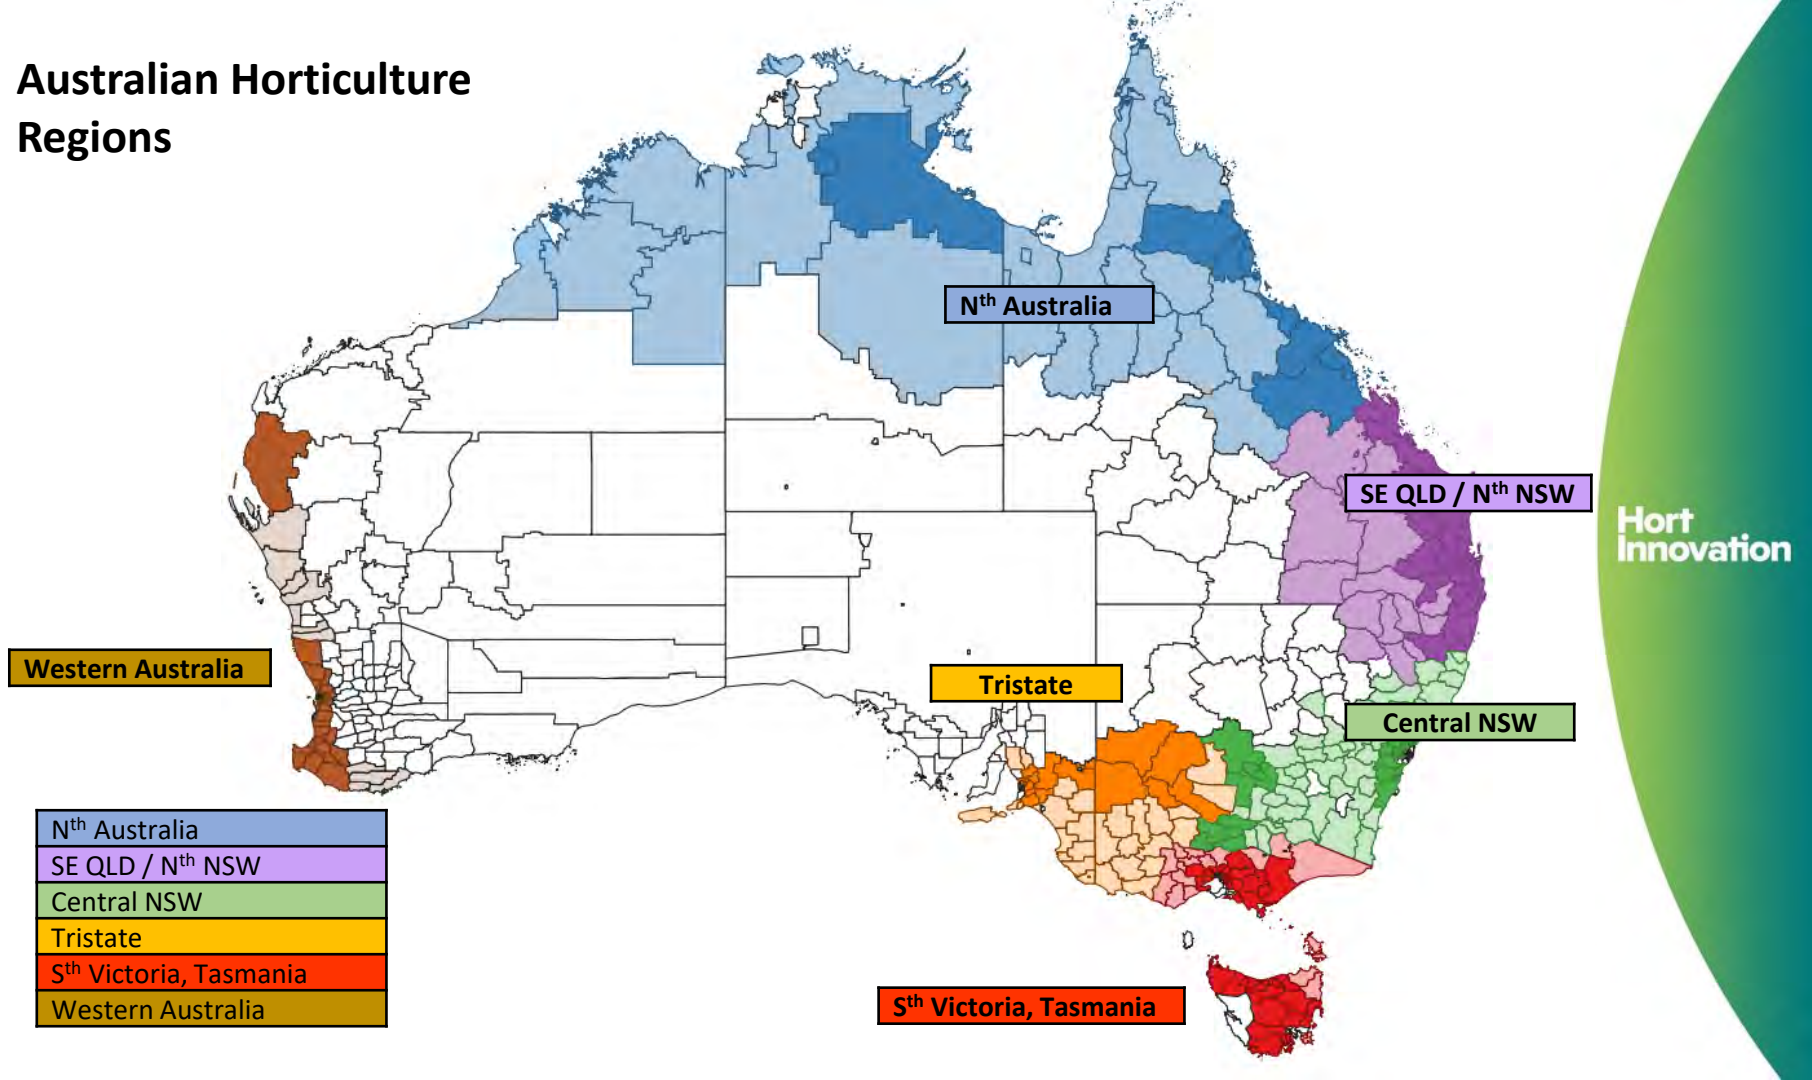 Australian Horticulture
Regions
Nth Australia
SE QLD / Nth NSW
Hort
Innovation
Western Australia
Tristate
Central NSW
Nth Australia
SE QLD / Nth NSW
Central NSW
Tristate
Sth Victoria, Tasmania
Western Australia
Sth Victoria, Tasmania